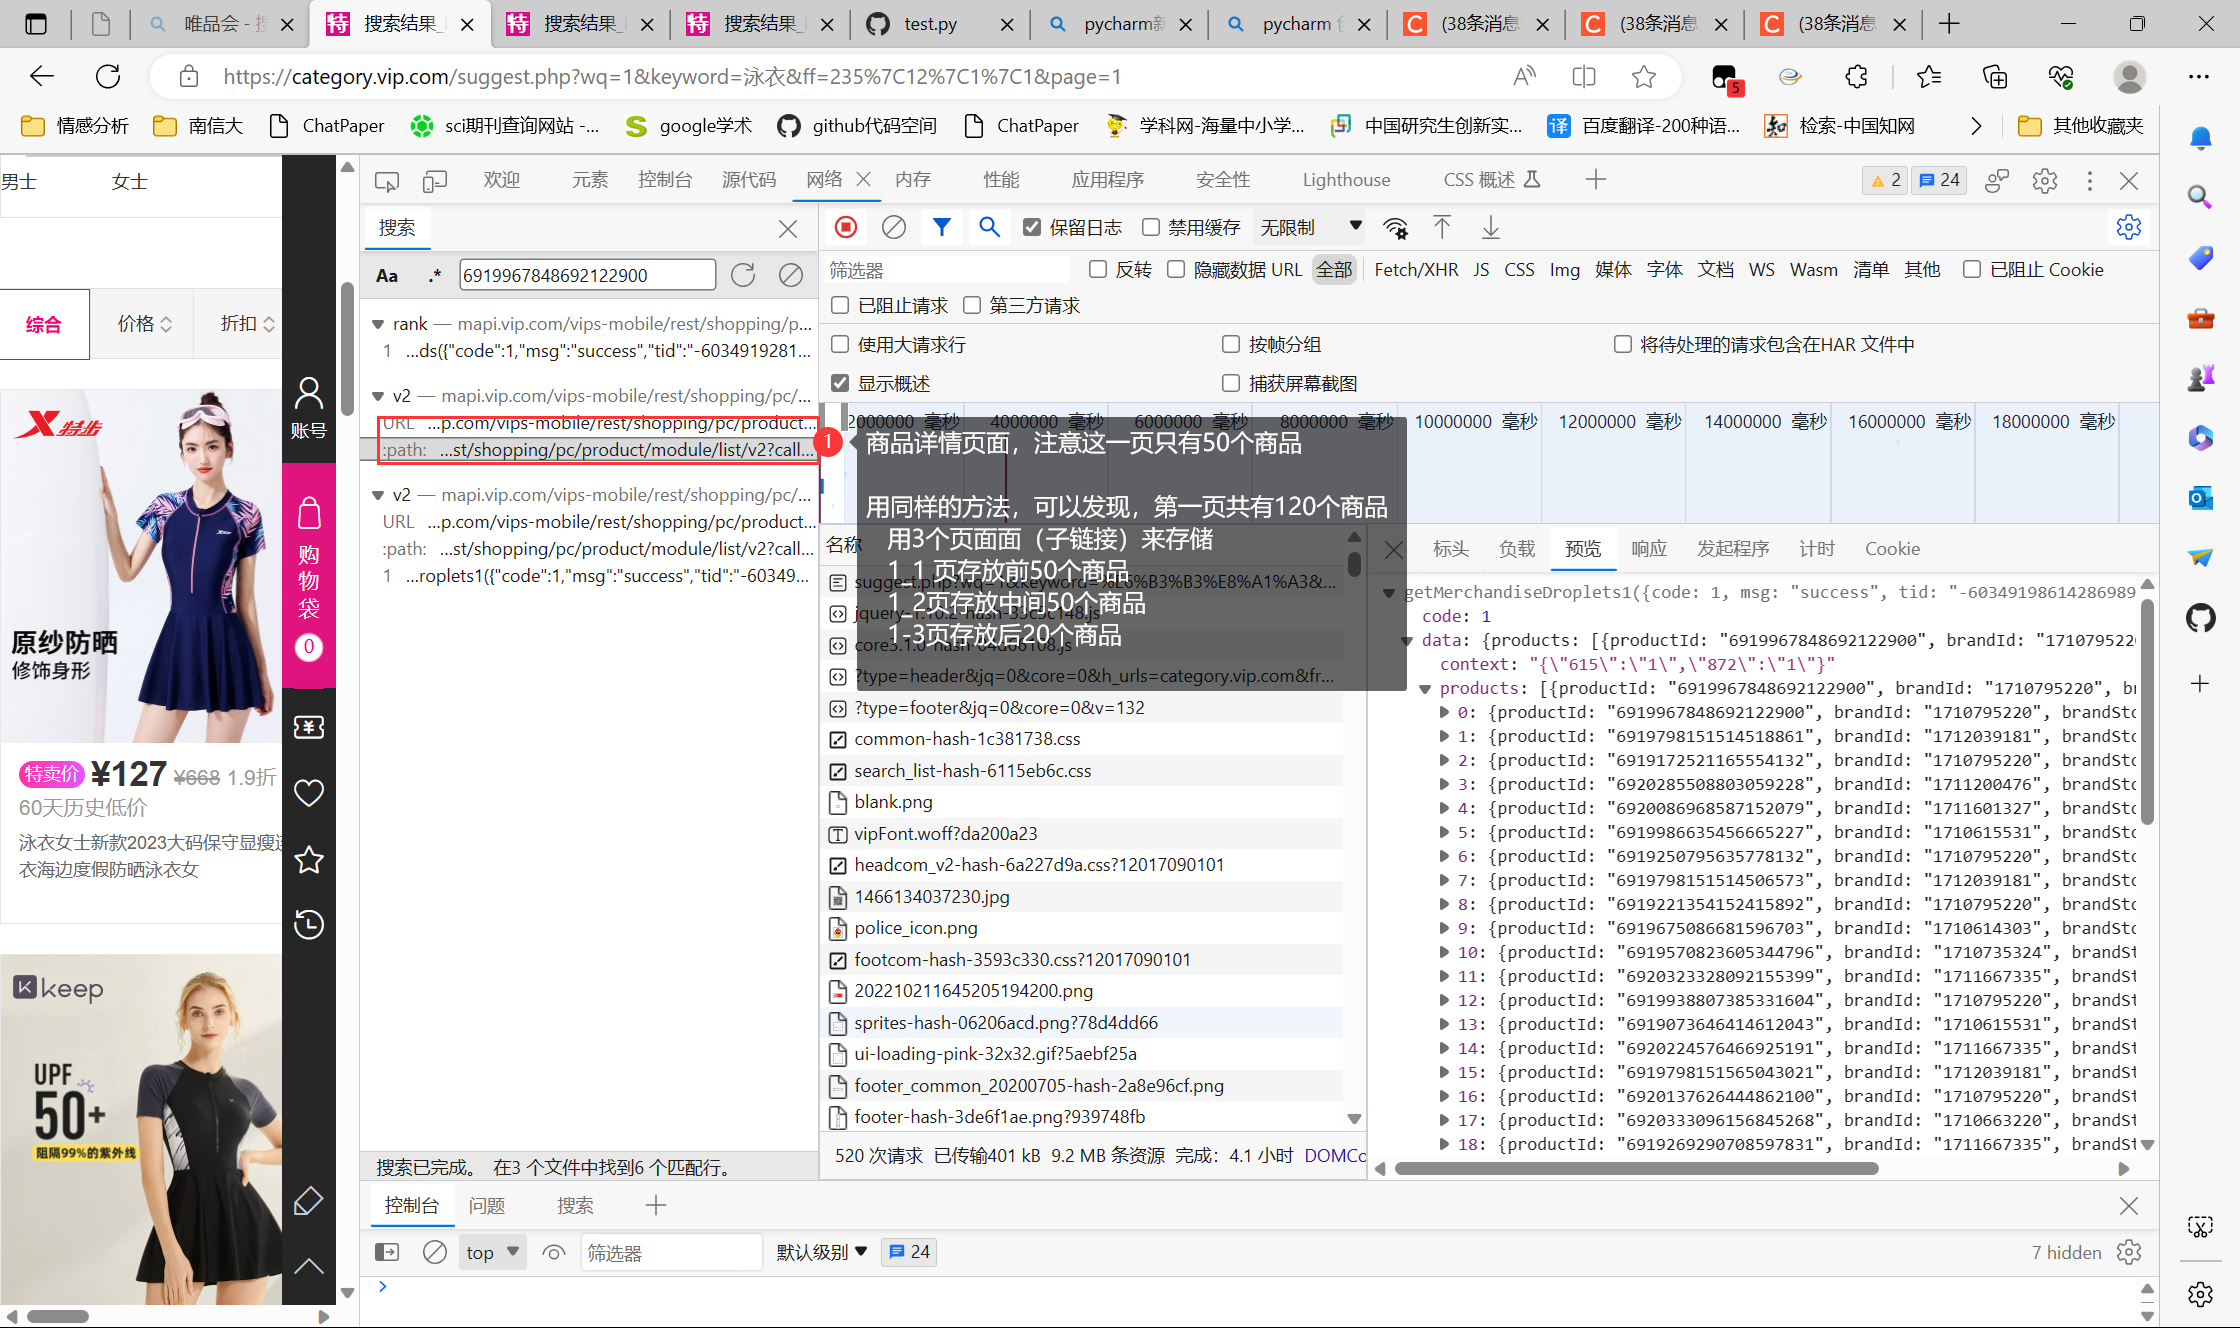 唯品会 - 搜
搜索结果_
搜索结果_
搜索结果_
test.py
pycharm新
pycharm
(38条消息
(38条消息
(38条消息
https://category.vip.com/suggest.php?wq=1&keyword=泳衣&ff=235%7C12%7C1%7C1&page=1
5
情感分析
南信大
ChatPaper
sci期刊查询网站 -...
google学术
github代码空间
ChatPaper
学科网-海量中小学...
中国研究生创新实...
百度翻译-200种语...
检索-中国知网
其他收藏夹
男士
女士
综合
价格
折扣
特步
原纱防晒
修饰身形
特卖价 ¥127 ¥668 1.9折
60天历史低价
泳衣女士新款2023大码保守显瘦连
衣海边度假防晒泳衣女
keep
UPF
50+
阻隔99%的紫外线
账号
购物袋
0
欢迎
元素
控制台
源代码
网络
内存
性能
应用程序
安全性
Lighthouse
CSS 概述
2
24
搜索
Aa
.*
6919967848692122900
rank — mapi.vip.com/vips-mobile/rest/shopping/p...
1 ...ds({"code":1,"msg":"success","tid":"-6034919281...
v2 — mapi.vip.com/vips-mobile/rest/shopping/pc/...
URL ...p.com/vips-mobile/rest/shopping/pc/product...
:path: ...st/shopping/pc/product/module/list/v2?call...
v2 — mapi.vip.com/vips-mobile/rest/shopping/pc/...
URL ...p.com/vips-mobile/rest/shopping/pc/product...
:path: ...st/shopping/pc/product/module/list/v2?call...
1 ...roplets1({"code":1,"msg":"success","tid":"-60349...
搜索已完成。 在3 个文件中找到6 个匹配行。
保留日志
禁用缓存
无限制
筛选器
反转
隐藏数据 URL
全部
Fetch/XHR JS CSS Img 媒体 字体 文档 WS Wasm 清单 其他
已阻止 Cookie
已阻止请求
第三方请求
使用大请求行
按帧分组
将待处理的请求包含在HAR 文件中
显示概述
捕获屏幕截图
2000000 毫秒
4000000 毫秒
6000000 毫秒
8000000 毫秒
10000000 毫秒
12000000 毫秒
14000000 毫秒
16000000 毫秒
18000000 毫秒
1
商品详情页面，注意这一页只有50个商品
用同样的方法，可以发现，第一页共有120个商品
用3个页面面（子链接）来存储
1_1 页存放前50个商品
1_2页存放中间50个商品
1-3页存放后20个商品
名称
suggest.php?wq=1&keyword=%E6%B3%B3%E8%A1%A3&...
?type=header&jq=0&core=0&h_urls=category.vip.com&fr...
?type=footer&jq=0&core=0&v=132
common-hash-1c381738.css
search_list-hash-6115eb6c.css
blank.png
vipFont.woff?da200a23
headcom_v2-hash-6a227d9a.css?12017090101
1466134037230.jpg
police_icon.png
footcom-hash-3593c330.css?12017090101
202210211645205194200.png
sprites-hash-06206acd.png?78d4dd66
ui-loading-pink-32x32.gif?5aebf25a
footer_common_20200705-hash-2a8e96cf.png
footer-hash-3de6f1ae.png?939748fb
520 次请求 已传输401 kB 9.2 MB 条资源 完成：4.1 小时 DOMCo
标头
负载
预览
响应
发起程序
计时
Cookie
getMerchandiseDroplets1({code: 1, msg: "success", tid: "-60349198614286989
code: 1
data: {products: [{productId: "6919967848692122900", brandId: "1710795220
context: "{\"615\":\"1\",\"872\":\"1\"}"
products: [{productId: "6919967848692122900", brandId: "1710795220", br
0: {productId: "6919967848692122900", brandId: "1710795220", brandSto
1: {productId: "6919798151514518861", brandId: "1712039181", brandSto
2: {productId: "6919172521165554132", brandId: "1710795220", brandSto
3: {productId: "6920285508803059228", brandId: "1711200476", brandSto
4: {productId: "6920086968587152079", brandId: "1711601327", brandSto
5: {productId: "6919986635456665227", brandId: "1710615531", brandSto
6: {productId: "6919250795635778132", brandId: "1710795220", brandSto
7: {productId: "6919798151514506573", brandId: "1712039181", brandSto
8: {productId: "6919221354152415892", brandId: "1710795220", brandSto
9: {productId: "6919675086681596703", brandId: "1710614303", brandSto
10: {productId: "6919570823605344796", brandId: "1710735324", brandSt
11: {productId: "6920323328092155399", brandId: "1711667335", brandSt
12: {productId: "6919938807385331604", brandId: "1710795220", brandSt
13: {productId: "6919073646414612043", brandId: "1710615531", brandSt
14: {productId: "6920224576466925191", brandId: "1711667335", brandSt
15: {productId: "6919798151565043021", brandId: "1712039181", brandSt
16: {productId: "6920137626444862100", brandId: "1710795220", brandSt
17: {productId: "6920333096156845268", brandId: "1710663220", brandSt
18: {productId: "6919269290708597831", brandId: "1711667335", brandSt
控制台
问题
搜索
top
筛选器
默认级别
24
7 hidden